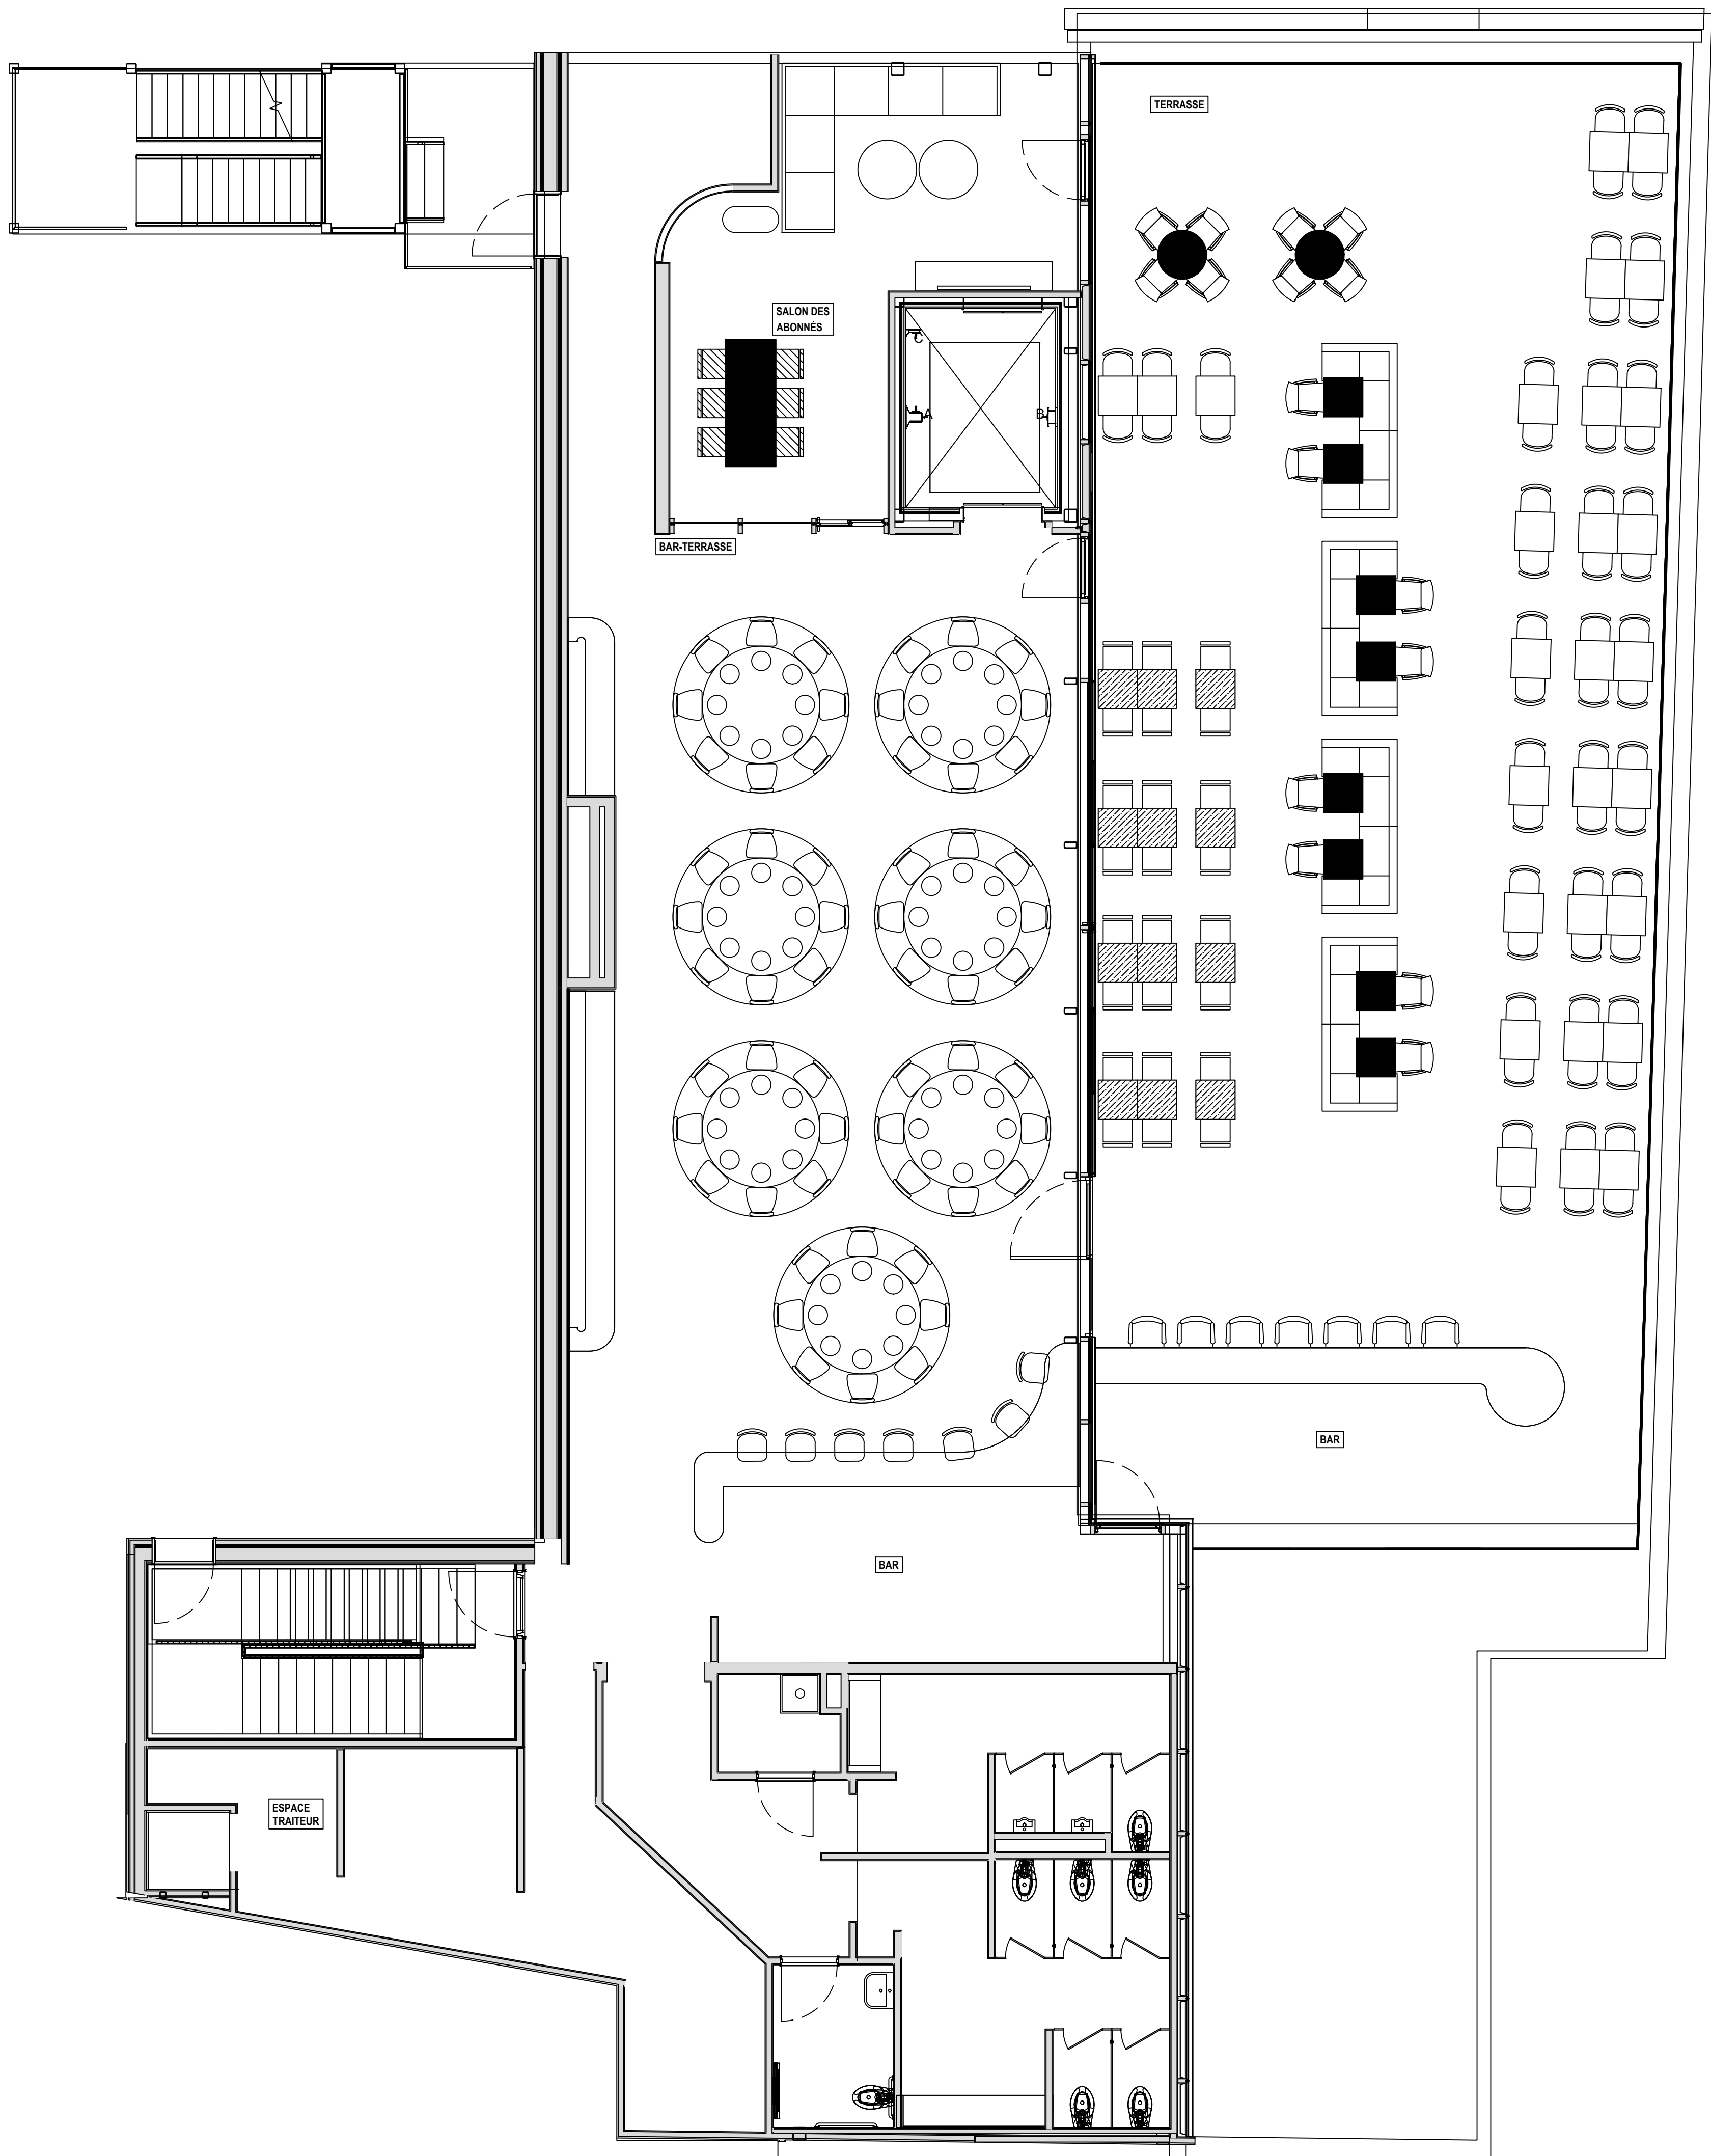 TERRASSE
SALON DES
ABONNÉS
C
A
B
BAR-TERRASSE
BAR
BAR
ESPACE
TRAITEUR